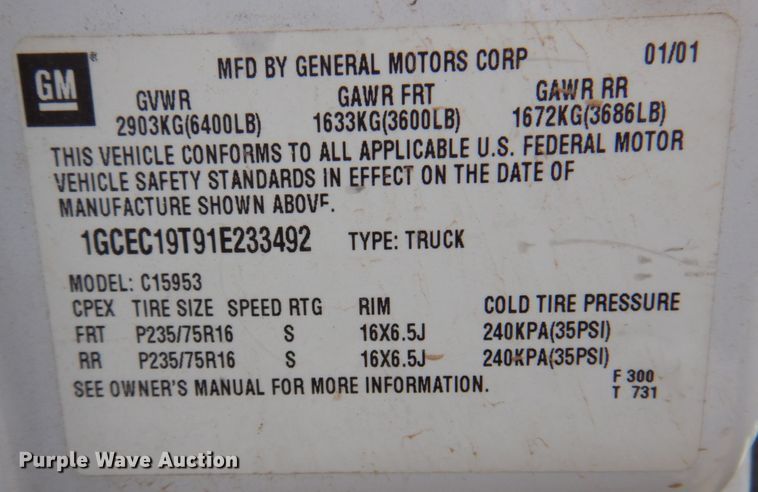 GM ®
MFD BY GENERAL MOTORS CORP 01/01
GVWR GAWR FRT GAWR RR
2903KG(6400LB) 1633KG(3600LB) 1672KG(3686LB)
THIS VEHICLE CONFORMS TO ALL APPLICABLE U.S. FEDERAL MOTOR
VEHICLE SAFETY STANDARDS IN EFFECT ON THE DATE OF
MANUFACTURE SHOWN ABOVE.
1GCEC19T91E233492 TYPE: TRUCK
MODEL: C15953
CPEX TIRE SIZE SPEED RTG RIM COLD TIRE PRESSURE
FRT P235/75R16 S 16X6.5J 240KPA(35PSI)
RR P235/75R16 S 16X6.5J 240KPA(35PSI)
SEE OWNER'S MANUAL FOR MORE INFORMATION. F 300
T 731
Purple Wave Auction